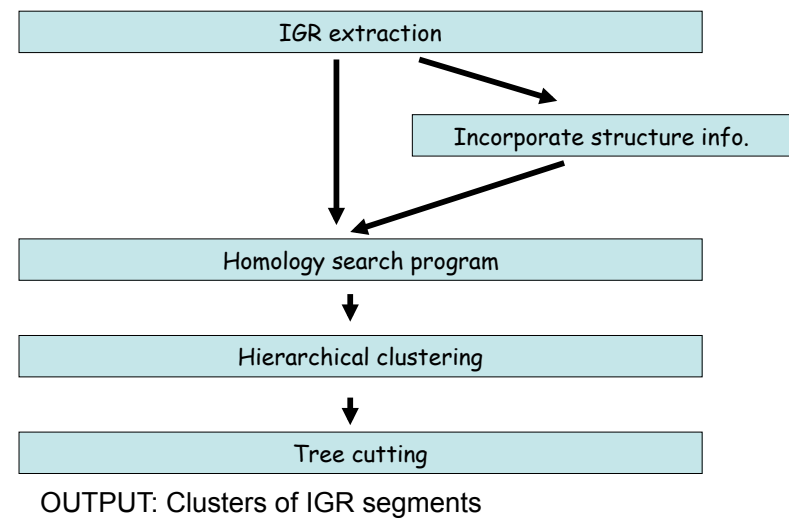 IGR extraction
Incorporate structure info.
Homology search program
Hierarchical clustering
Tree cutting
OUTPUT: Clusters of IGR segments